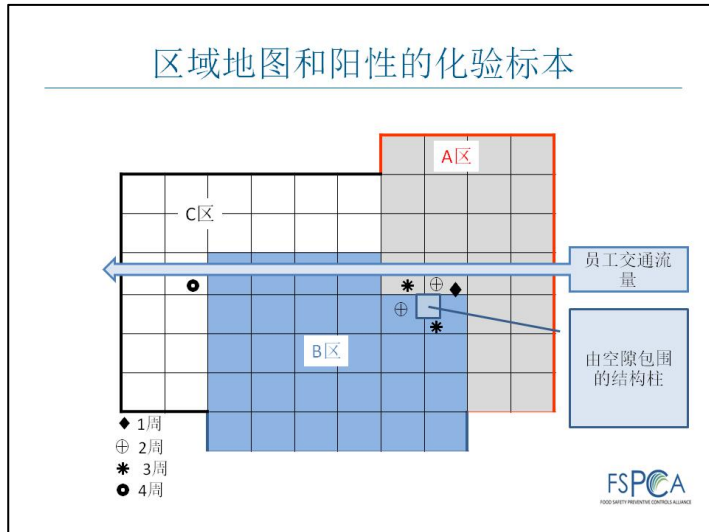 区域地图和阳性的化验标本
A区
C区
员工交通流
量
B区
由空隙包围
的结构柱
1周
2周
3周
4周
FSPCA
FOOD SAFETY PREVENTIVE CONTROLS ALLIANCE